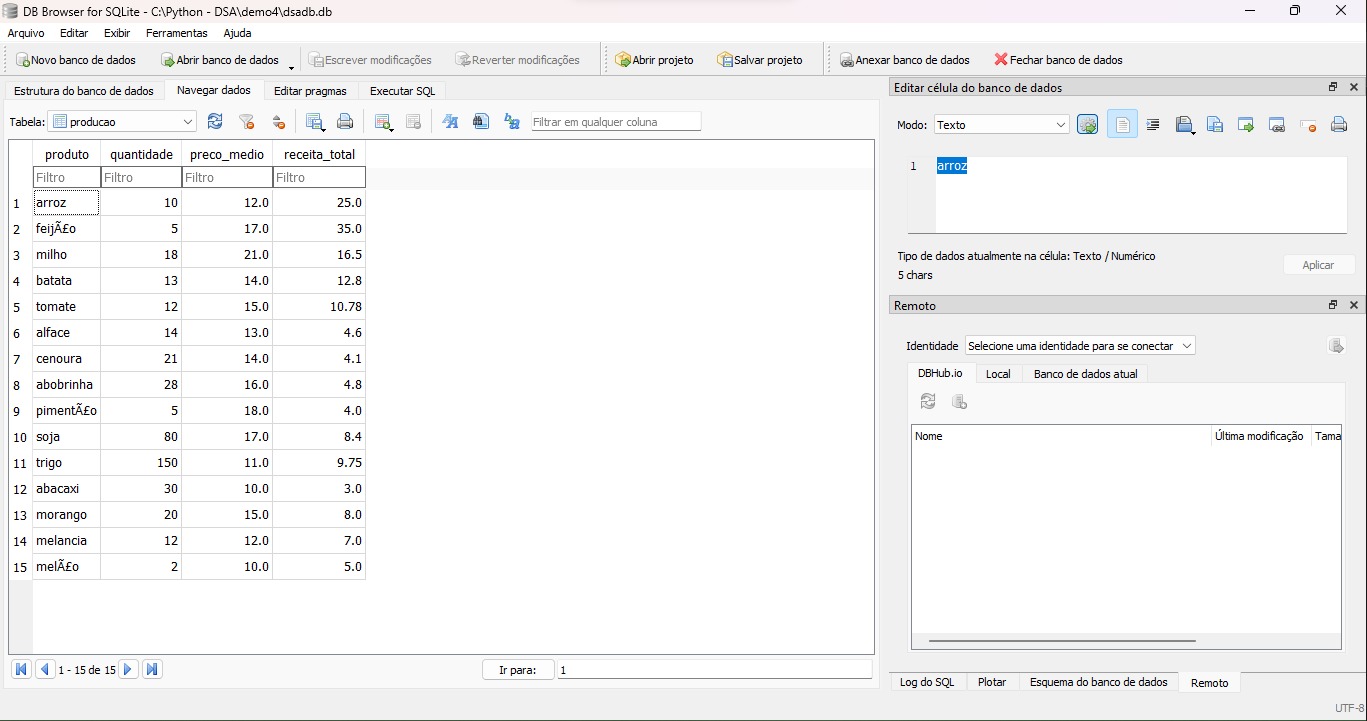 DB Browser for SQLite - C:\Python - DSA\demo4\dsadb.db
Arquivo Editar Exibir Ferramentas Ajuda
Novo banco de dados Abrir banco de dados Escrever modificações Reverter modificações Abrir projeto Salvar projeto Anexar banco de dados Fechar banco de dados
Estrutura do banco de dados Navegar dados Editar pragmas Executar SQL
Tabela: producao Filtrar em qualquer coluna
produto quantidade preco_medio receita_total
Filtro Filtro Filtro Filtro
1 arroz 10 12.0 25.0
2 feijÃ£o 5 17.0 35.0
3 milho 18 21.0 16.5
4 batata 13 14.0 12.8
5 tomate 12 15.0 10.78
6 alface 14 13.0 4.6
7 cenoura 21 14.0 4.1
8 abobrinha 28 16.0 4.8
9 pimentÃ£o 5 18.0 4.0
10 soja 80 17.0 8.4
11 trigo 150 11.0 9.75
12 abacaxi 30 10.0 3.0
13 morango 20 15.0 8.0
14 melancia 12 12.0 7.0
15 melÃ£o 2 10.0 5.0
1 - 15 de 15 Ir para: 1
Editar célula do banco de dados
Modo: Texto
1 arroz
Tipo de dados atualmente na célula: Texto / Numérico
5 chars
Aplicar
Remoto
Identidade Selecione uma identidade para se conectar
DBHub.io Local Banco de dados atual
Nome Última modificação Tama
Log do SQL Plotar Esquema do banco de dados Remoto
UTF-8